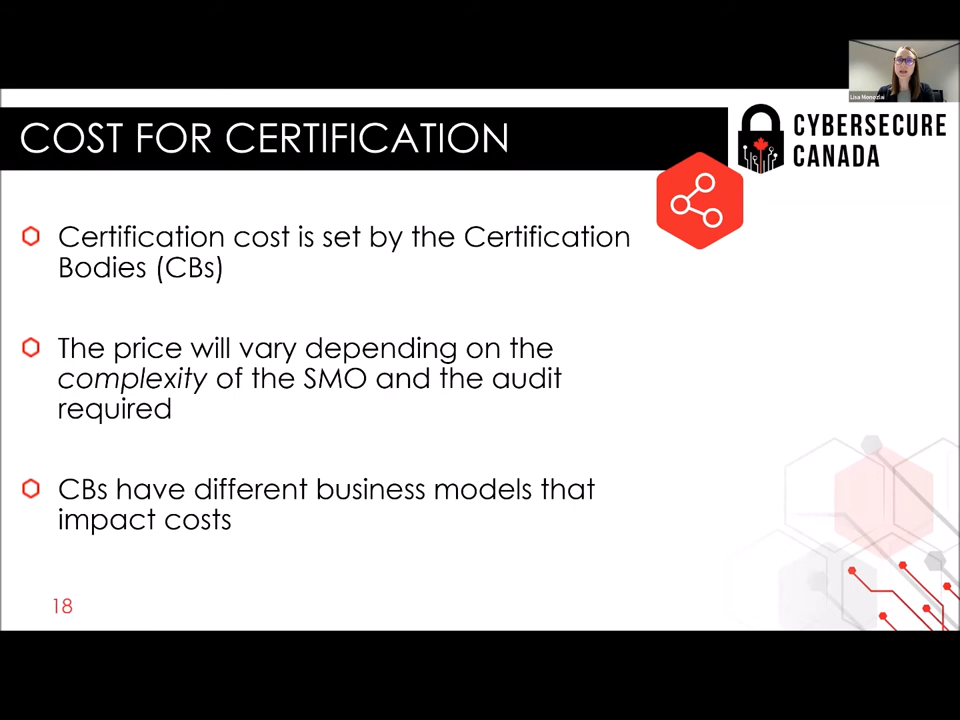 COST FOR CERTIFICATION
CYBERSECURE
CANADA
Certification cost is set by the Certification
Bodies (CBs)
The price will vary depending on the
complexity of the SMO and the audit
required
CBs have different business models that
impact costs
18
Lisa